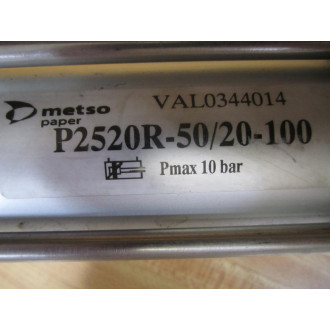 metso
paper
VAL0344014
P2520R-50/20-100
Pmax 10 bar